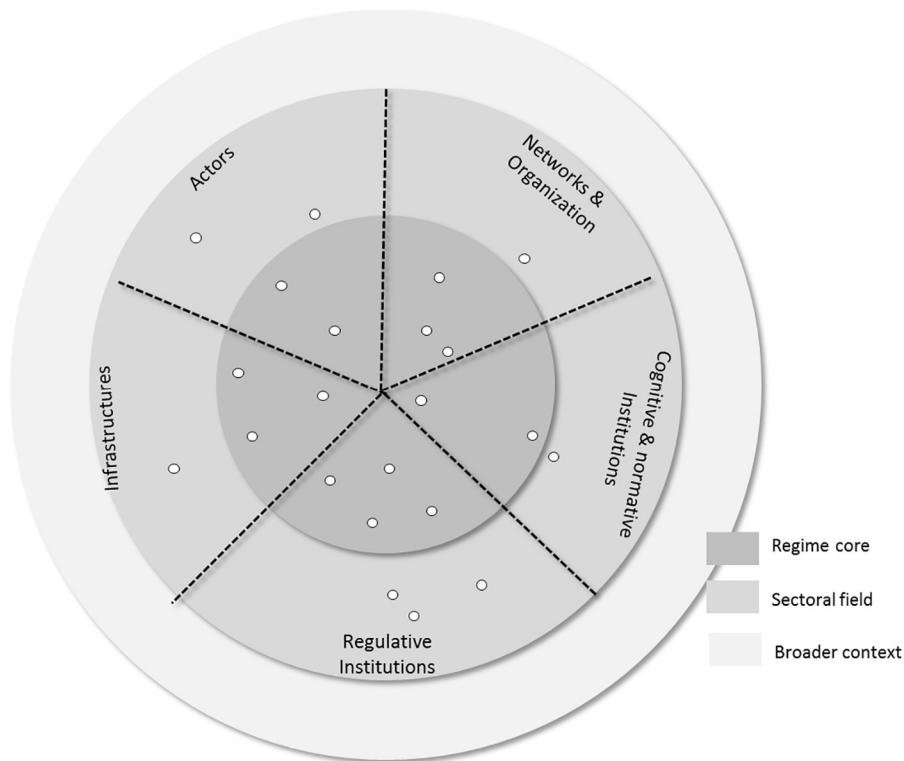 Actors
Networks &
Organization
Cognitive & normative
Institutions
Infrastructures
Regulative
Institutions
Regime core
Sectoral field
Broader context